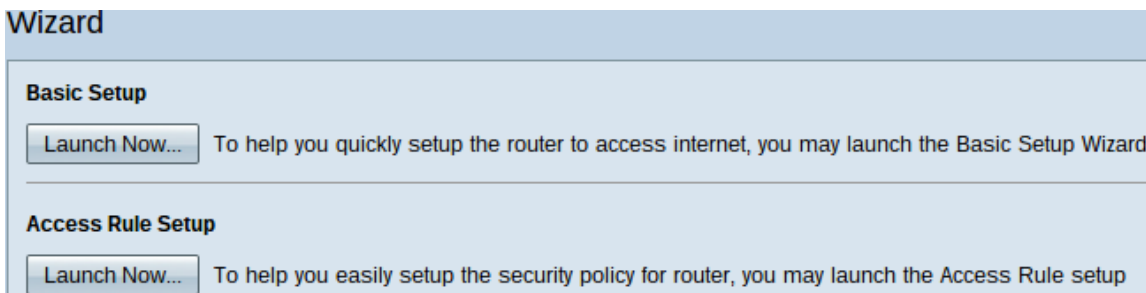 Wizard
Basic Setup
Launch Now... To help you quickly setup the router to access internet, you may launch the Basic Setup Wizard
Access Rule Setup
Launch Now... To help you easily setup the security policy for router, you may launch the Access Rule setup